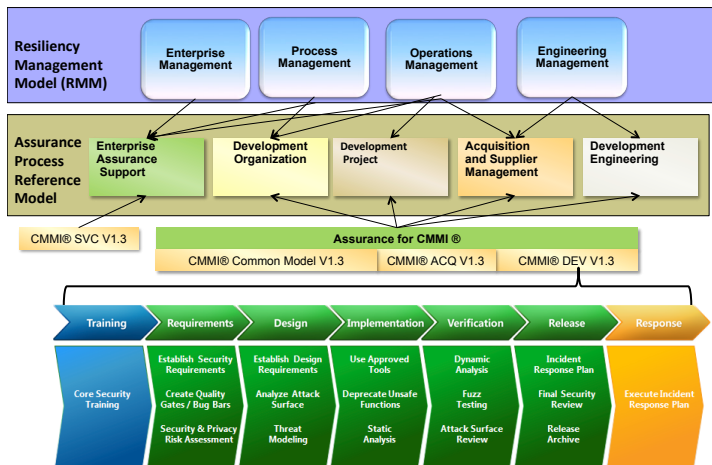 Resiliency
Management
Model (RMM)
Enterprise
Management
Process
Management
Operations
Management
Engineering
Management
Assurance
Process
Reference
Model
Enterprise
Assurance
Support
Development
Organization
Development
Project
Acquisition
and Supplier
Management
Development
Engineering
CMMI® SVC V1.3
Assurance for CMMI ®
CMMI® Common Model V1.3
CMMI® ACQ V1.3
CMMI® DEV V1.3
Training
Requirements
Design
Implementation
Verification
Release
Response
Core Security
Training
Establish Security
Requirements
Create Quality
Gates / Bug Bars
Security & Privacy
Risk Assessment
Establish Design
Requirements
Analyze Attack
Surface
Threat
Modeling
Use Approved
Tools
Deprecate Unsafe
Functions
Static
Analysis
Dynamic
Analysis
Fuzz
Testing
Attack Surface
Review
Incident
Response Plan
Final Security
Review
Release
Archive
Execute Incident
Response Plan